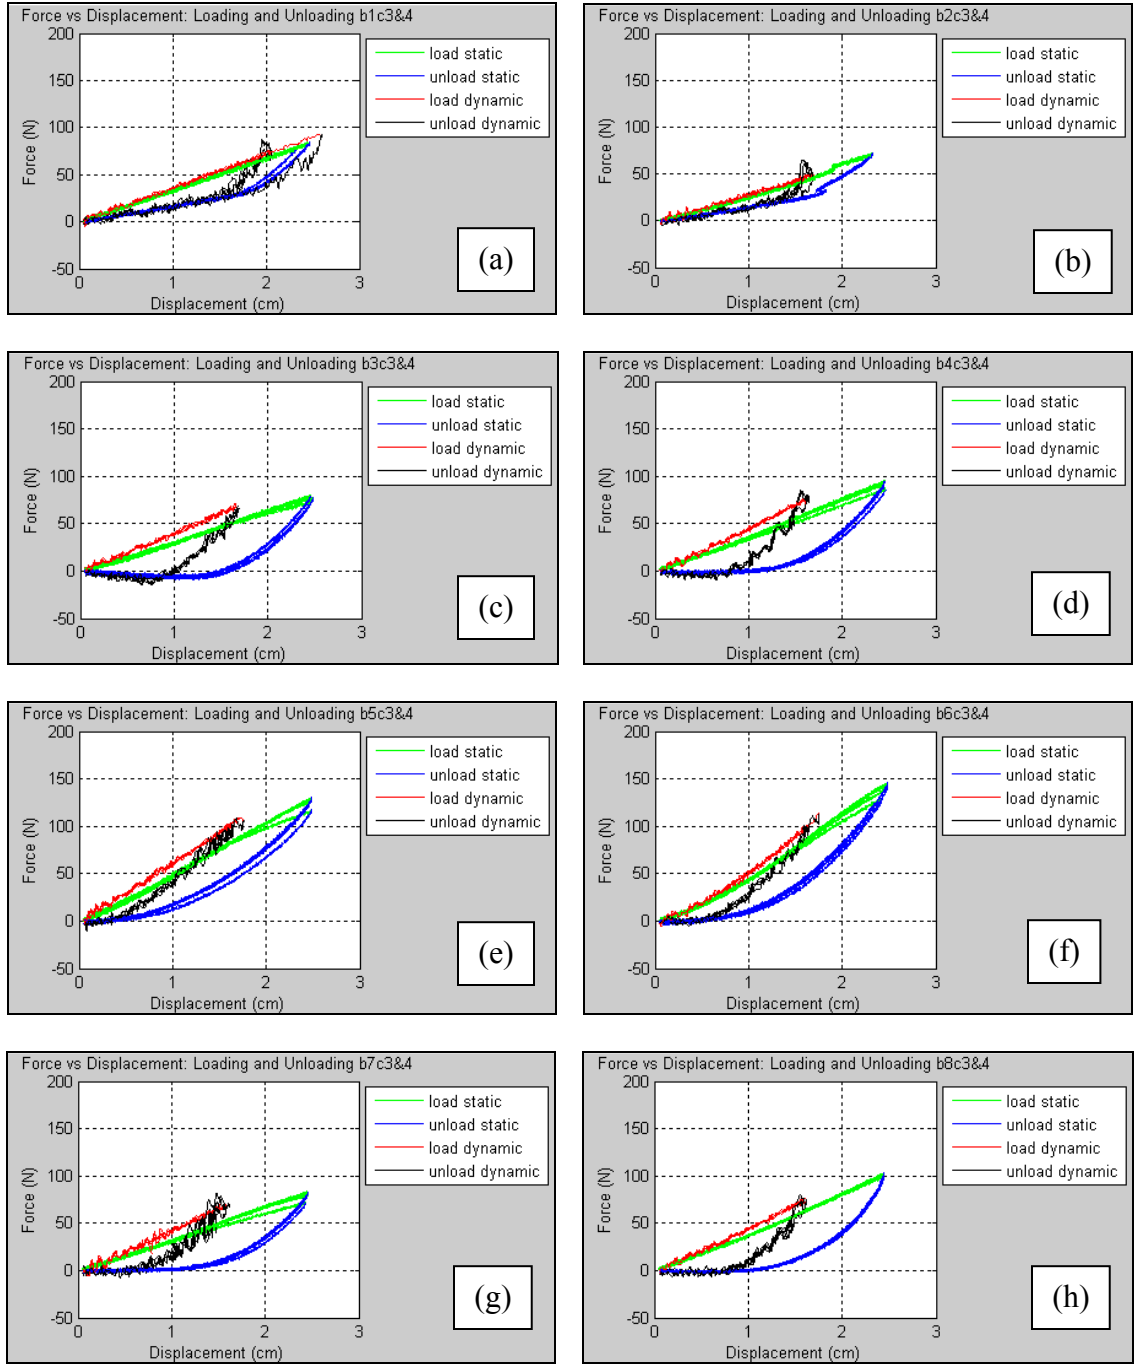 Force vs Displacement: Loading and Unloading b1c3&4
200
150
100
50
0
-50
0 1 2 3
Force (N)
Displacement (cm)
load static
unload static
load dynamic
unload dynamic
(a)
Force vs Displacement: Loading and Unloading b2c3&4
200
150
100
50
0
-50
0 1 2 3
Force (N)
Displacement (cm)
load static
unload static
load dynamic
unload dynamic
(b)
Force vs Displacement: Loading and Unloading b3c3&4
200
150
100
50
0
-50
0 1 2 3
Force (N)
Displacement (cm)
load static
unload static
load dynamic
unload dynamic
(c)
Force vs Displacement: Loading and Unloading b4c3&4
200
150
100
50
0
-50
0 1 2 3
Force (N)
Displacement (cm)
load static
unload static
load dynamic
unload dynamic
(d)
Force vs Displacement: Loading and Unloading b5c3&4
200
150
100
50
0
-50
0 1 2 3
Force (N)
Displacement (cm)
load static
unload static
load dynamic
unload dynamic
(e)
Force vs Displacement: Loading and Unloading b6c3&4
200
150
100
50
0
-50
0 1 2 3
Force (N)
Displacement (cm)
load static
unload static
load dynamic
unload dynamic
(f)
Force vs Displacement: Loading and Unloading b7c3&4
200
150
100
50
0
-50
0 1 2 3
Force (N)
Displacement (cm)
load static
unload static
load dynamic
unload dynamic
(g)
Force vs Displacement: Loading and Unloading b8c3&4
200
150
100
50
0
-50
0 1 2 3
Force (N)
Displacement (cm)
load static
unload static
load dynamic
unload dynamic
(h)